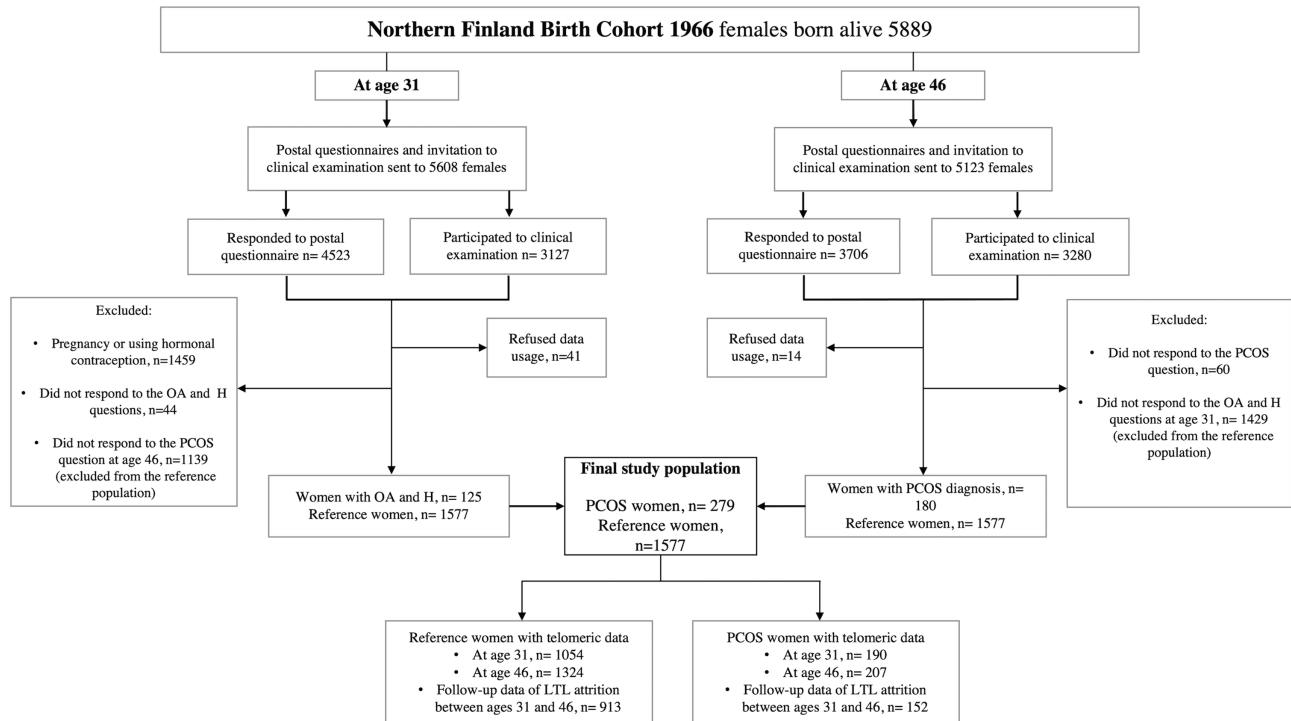 Northern Finland Birth Cohort 1966 females born alive 5889
At age 31
At age 46
Postal questionnaires and invitation to
clinical examination sent to 5608 females
Postal questionnaires and invitation to
clinical examination sent to 5123 females
Responded to postal
questionnaire n= 4523
Participated to clinical
examination n= 3127
Responded to postal
questionnaire n= 3706
Participated to clinical
examination n= 3280
Excluded:
• Pregnancy or using hormonal
contraception, n=1459
• Did not respond to the OA and H
questions, n=44
• Did not respond to the PCOS
question at age 46, n=1139
(excluded from the reference
population)
Refused data
usage, n=41
Refused data
usage, n=14
Excluded:
• Did not respond to the PCOS
question, n=60
• Did not respond to the OA and H
questions at age 31, n= 1429
(excluded from the reference
population)
Women with OA and H, n= 125
Reference women, n= 1577
Final study population
PCOS women, n= 279
Reference women,
n=1577
Women with PCOS diagnosis, n=
180
Reference women, n= 1577
Reference women with telomeric data
• At age 31, n= 1054
• At age 46, n= 1324
• Follow-up data of LTL attrition
between ages 31 and 46, n= 913
PCOS women with telomeric data
• At age 31, n= 190
• At age 46, n= 207
• Follow-up data of LTL attrition
between ages 31 and 46, n= 152